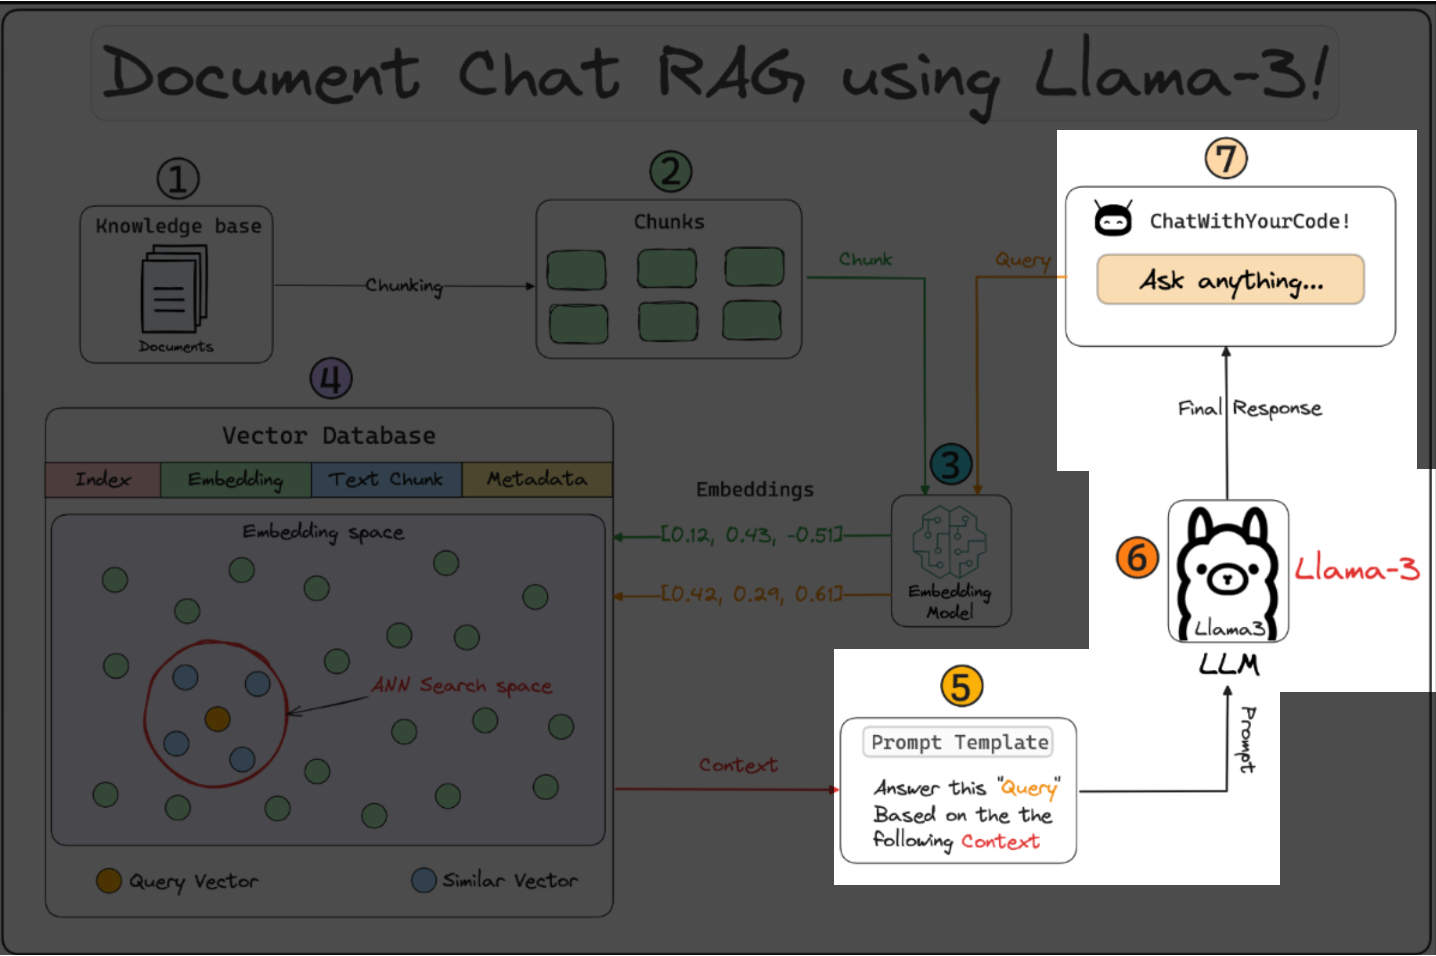 Document Chat RAG using Llama-3!
1
Knowledge base
Documents
Chunking
2
Chunks
Chunk
Query
7
ChatWithYourCode!
Ask anything...
Final Response
4
Vector Database
Index
Embedding
Text Chunk
Metadata
Embedding space
ANN Search space
Query Vector
Similar Vector
Embeddings
[0.12, 0.43, -0.51]
[0.42, 0.29, 0.61]
3
Embedding
Model
6
Llama3
Llama-3
LLM
Prompt
Context
5
Prompt Template
Answer this "Query"
Based on the the
following Context